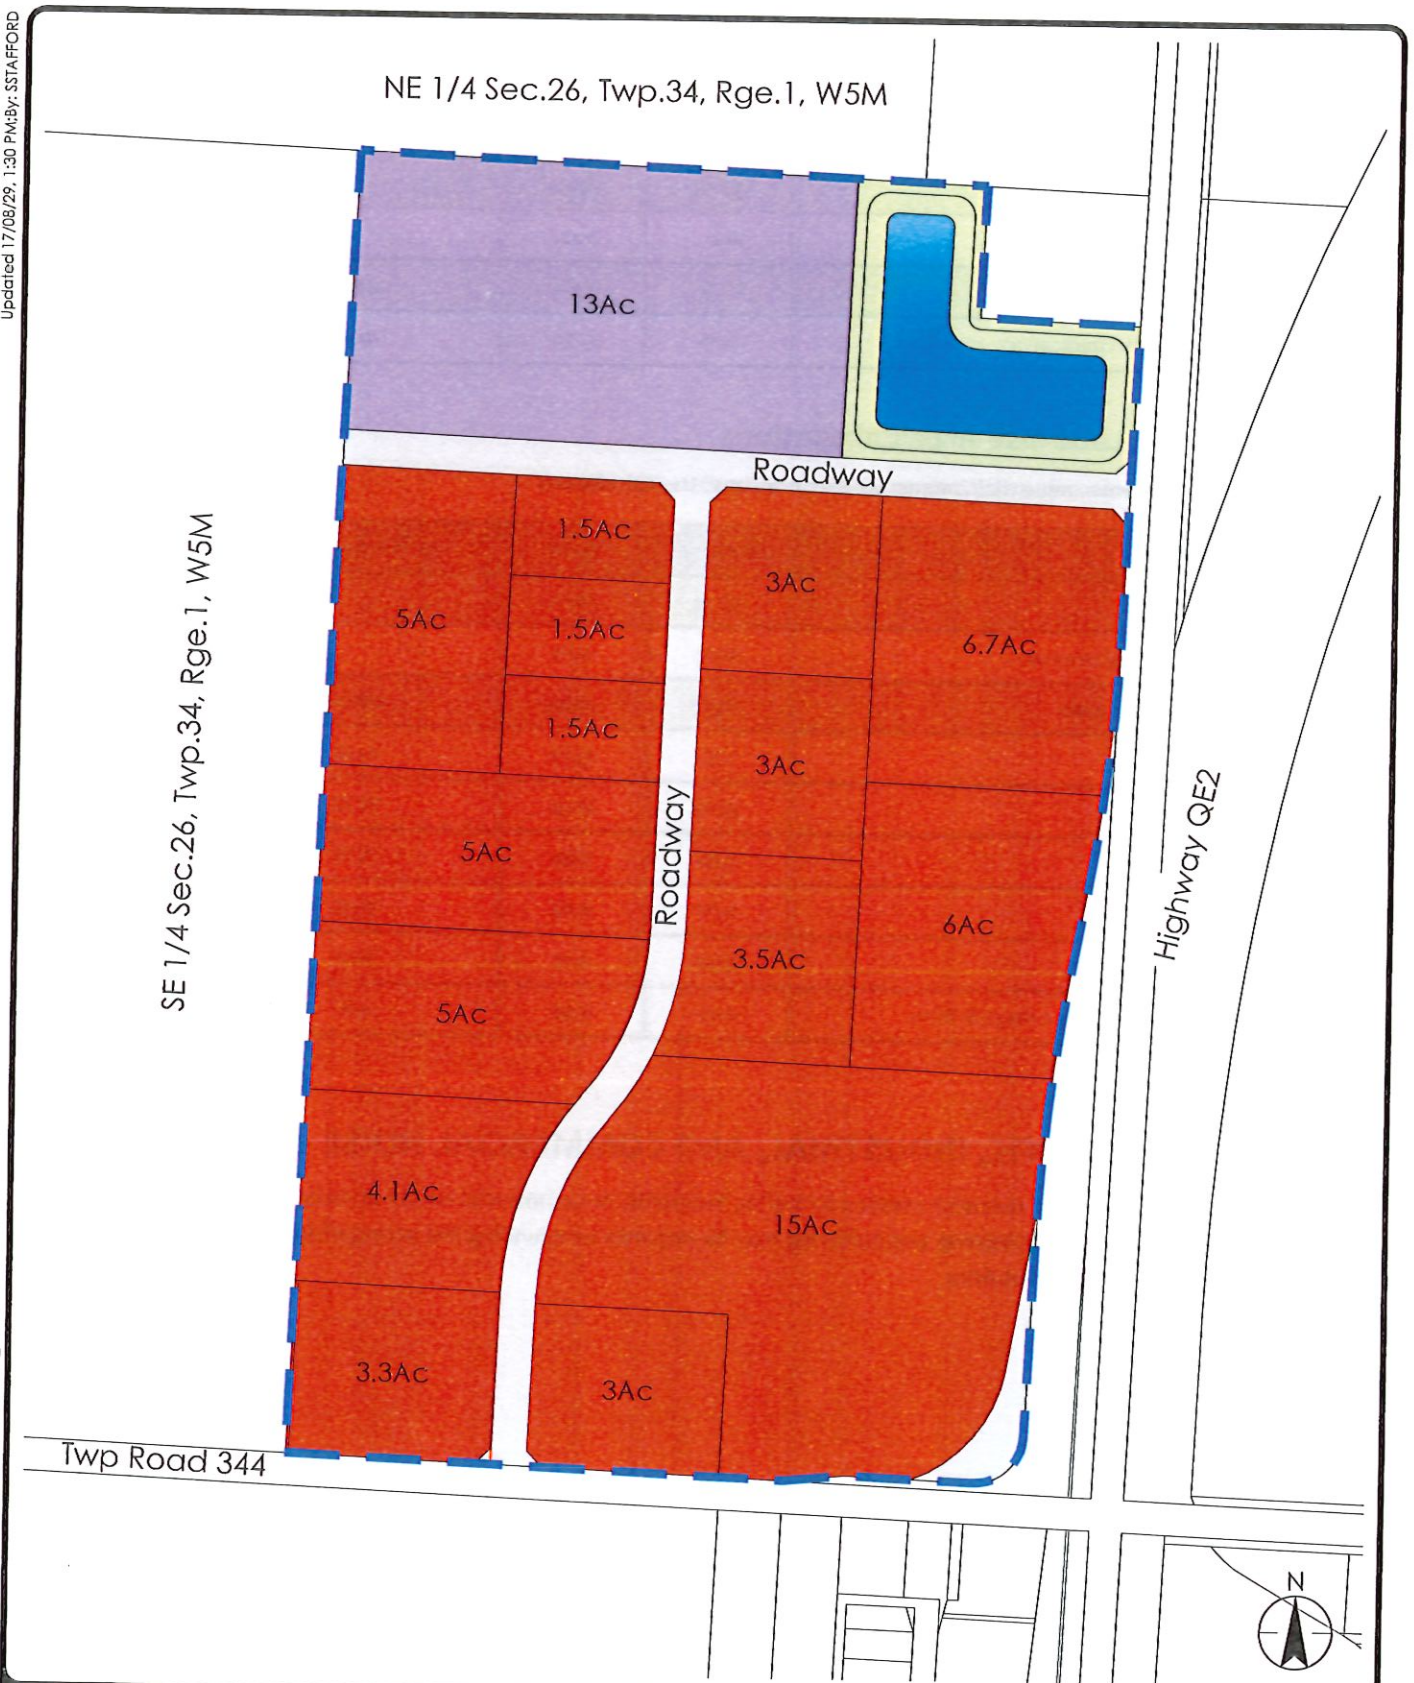 Updated 17/08/29, 1:30 PM:By: SSTAFFORD
NE 1/4 Sec.26, Twp.34, Rge.1, W5M
13Ac
Roadway
1.5Ac
3Ac
5Ac
1.5Ac
6.7Ac
1.5Ac
3Ac
SE 1/4 Sec.26, Twp.34, Rge.1, W5M
Roadway
Highway QE2
5Ac
6Ac
3.5Ac
5Ac
4.1Ac
15Ac
3.3Ac
3Ac
Twp Road 344
N